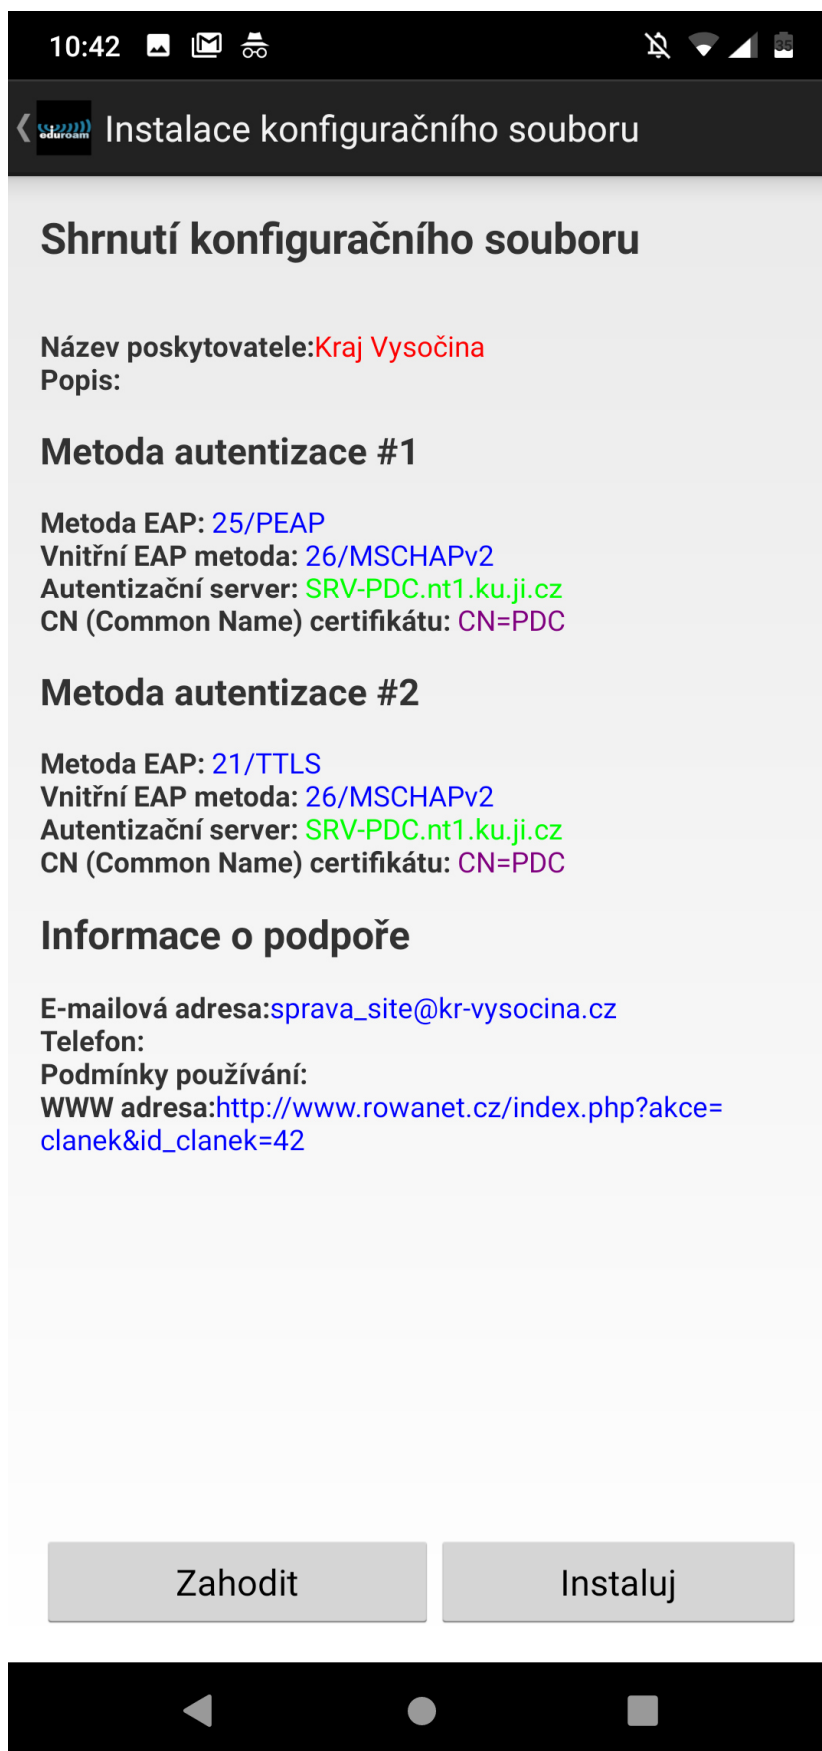 10:42
35
eduroam
Instalace konfiguračního souboru
Shrnutí konfiguračního souboru
Název poskytovatele:Kraj Vysočina
Popis:
Metoda autentizace #1
Metoda EAP: 25/PEAP
Vnitřní EAP metoda: 26/MSCHAPv2
Autentizační server: SRV-PDC.nt1.ku.ji.cz
CN (Common Name) certifikátu: CN=PDC
Metoda autentizace #2
Metoda EAP: 21/TTLS
Vnitřní EAP metoda: 26/MSCHAPv2
Autentizační server: SRV-PDC.nt1.ku.ji.cz
CN (Common Name) certifikátu: CN=PDC
Informace o podpoře
E-mailová adresa:sprava_site@kr-vysocina.cz
Telefon:
Podmínky používání:
WWW adresa:http://www.rowanet.cz/index.php?akce=
clanek&id_clanek=42
Zahodit
Instaluj